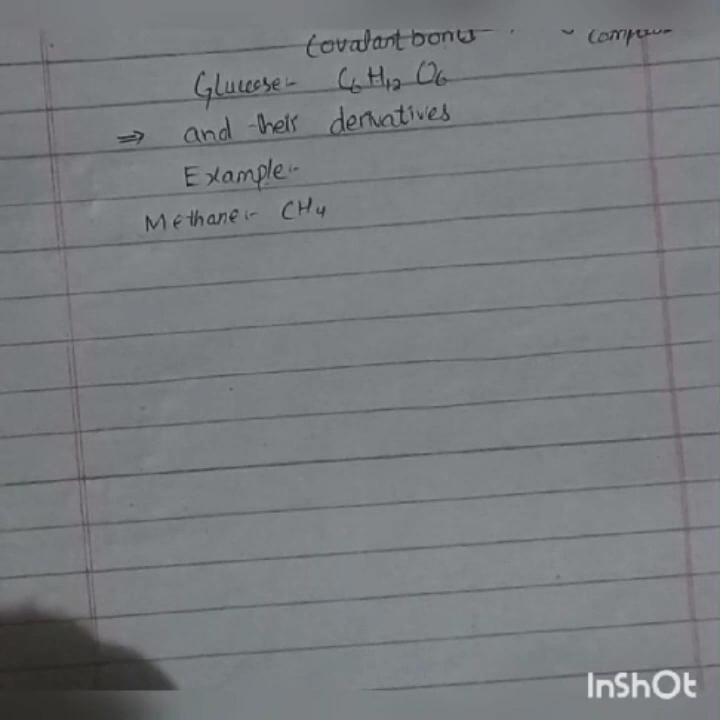 Covalant bonds
Glucose:- C6H12O6
⇒ and their derivatives
Example:-
Methane:- CH4
InShOt